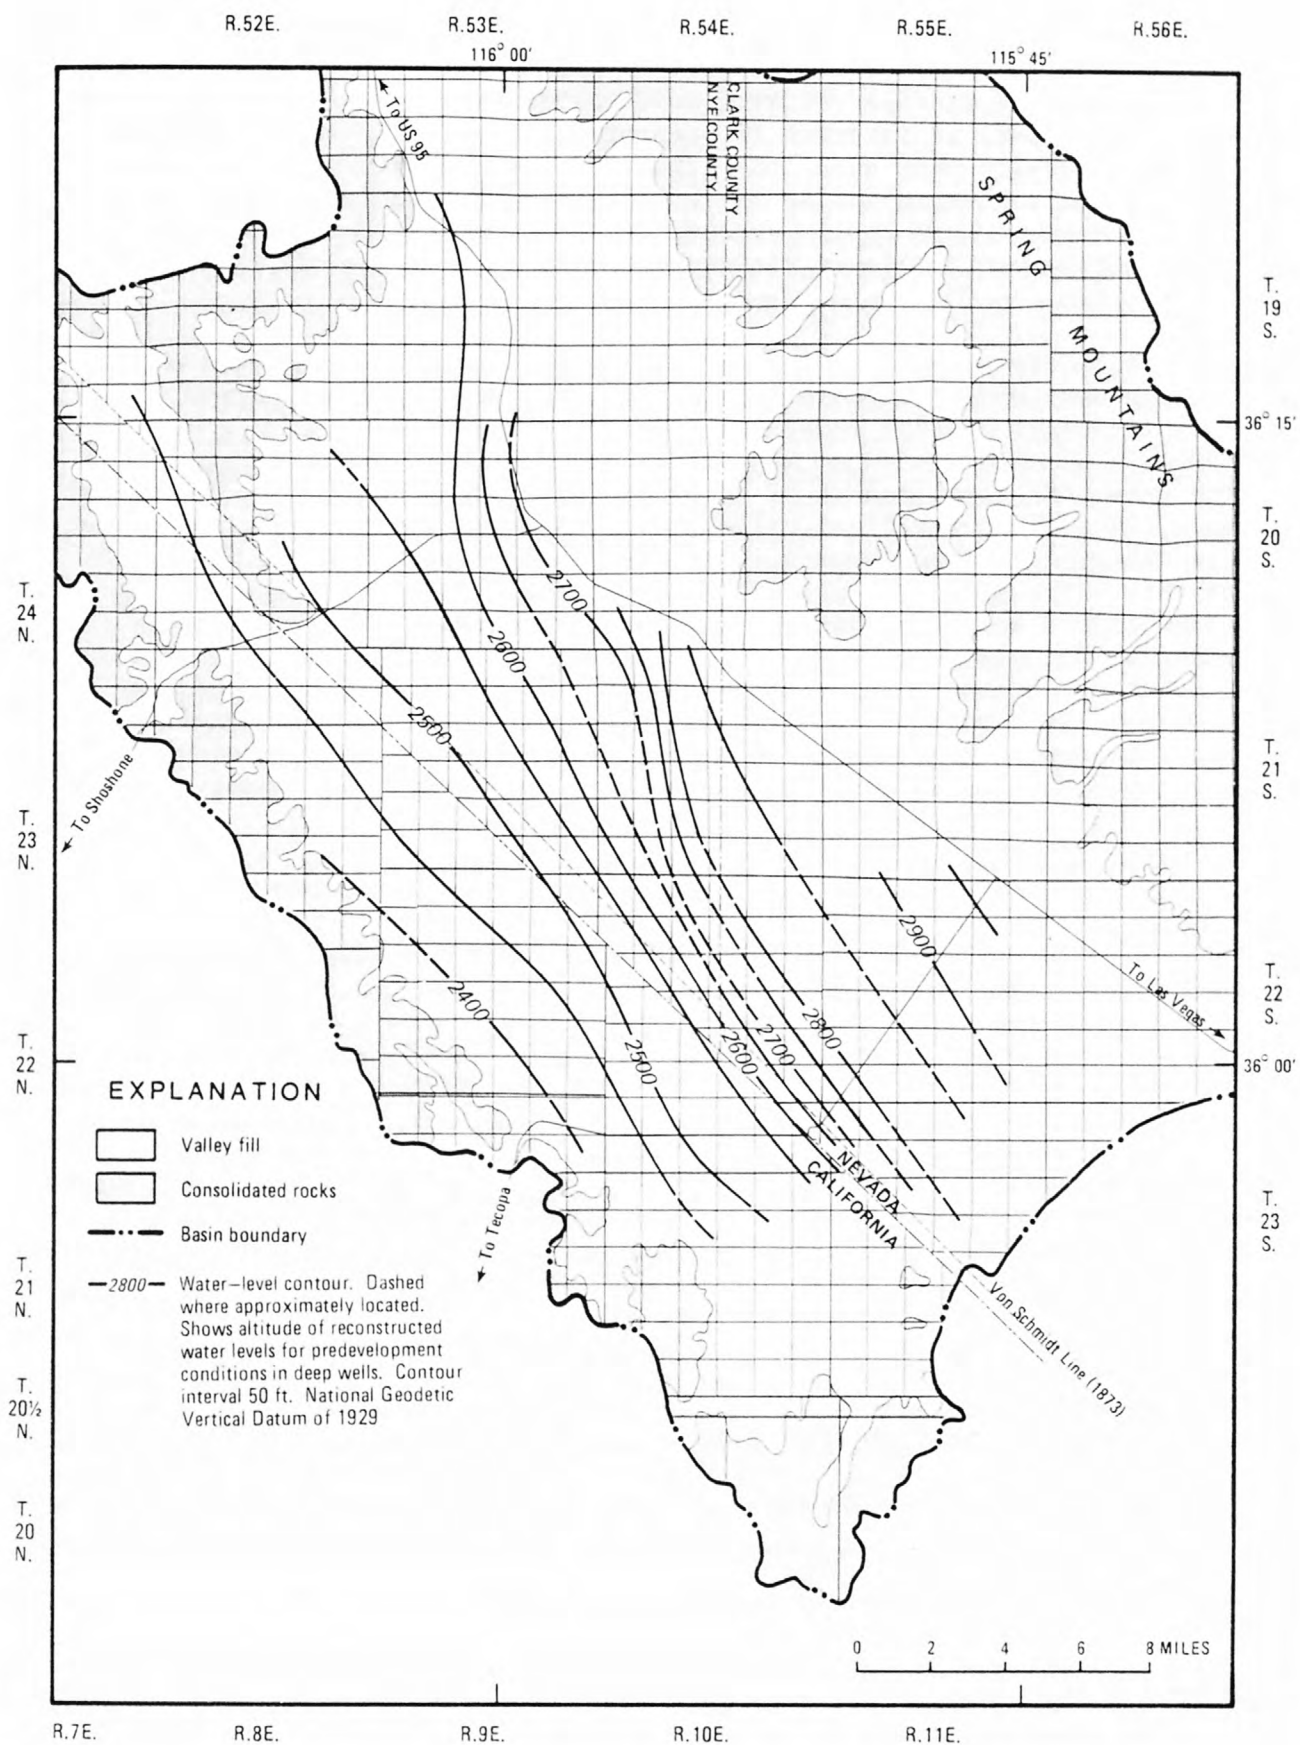 R.52E. R.53E. R.54E. R.55E. R.56E.
116° 00' 115° 45'
To US 95
CLARK COUNTY
NYE COUNTY
SPRING
MOUNTAINS
T.
19
S.
36° 15'
T.
20
S.
T.
24
N.
2700
2600
2500
To Shoshone
T.
21
S.
T.
23
N.
2900
To Las Vegas
2400
2800
2700
2600
2500
T.
22
S.
36° 00'
T.
22
N.
NEVADA
CALIFORNIA
To Tecopa
T.
23
S.
Von Schmidt Line (1873)
EXPLANATION
Valley fill
Consolidated rocks
Basin boundary
2800 Water-level contour. Dashed
where approximately located.
Shows altitude of reconstructed
water levels for predevelopment
conditions in deep wells. Contour
interval 50 ft. National Geodetic
Vertical Datum of 1929
T.
21
N.
T.
20½
N.
T.
20
N.
0 2 4 6 8 MILES
R.7E. R.8E. R.9E. R.10E. R.11E.